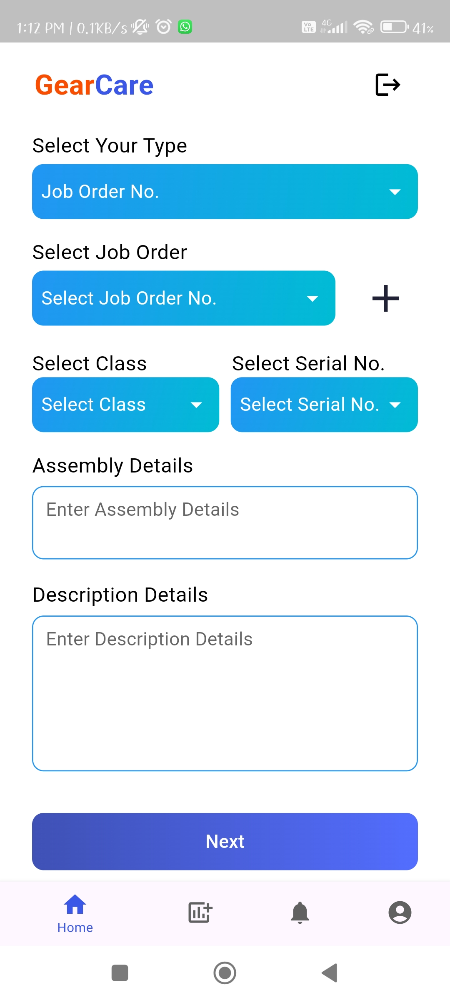 1:12 PM | 0.1KB/s Vo LTE 4G 41%
GearCare
Select Your Type
Job Order No.
Select Job Order
Select Job Order No.
Select Class Select Serial No.
Select Class Select Serial No.
Assembly Details
Enter Assembly Details
Description Details
Enter Description Details
Next
Home